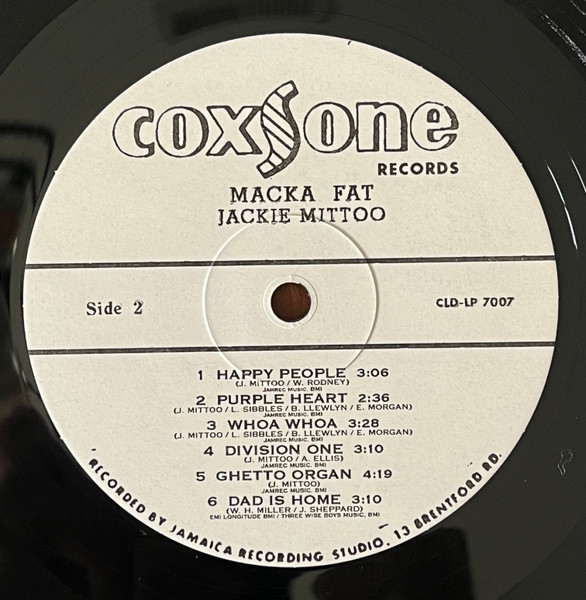 COXSONE
RECORDS
MACKA FAT
JACKIE MITTOO
Side 2
CLD-LP 7007
1 HAPPY PEOPLE 3:06
(J. MITTOO / W. RODNEY)
JAMREC MUSIC. BMI
2 PURPLE HEART 2:36
(J. MITTOO / L. SIBBLES / B. LLEWLYN / E. MORGAN)
JAMREC MUSIC. BMI
3 WHOA WHOA 3:28
(J. MITTOO / L. SIBBLES / B. LLEWLYN / E. MORGAN)
JAMREC MUSIC. BMI
4 DIVISION ONE 3:10
(J. MITTOO / A. ELLIS)
JAMREC MUSIC. BMI
5 GHETTO ORGAN 4:19
(J. MITTOO)
JAMREC MUSIC. BMI
6 DAD IS HOME 3:10
(W. H. MILLER / J. SHEPPARD)
EMI LONGITUDE BMI / THREE WISE BOYS MUSIC, BMI
RECORDED BY JAMAICA RECORDING STUDIO. 13 BRENTFORD RD.